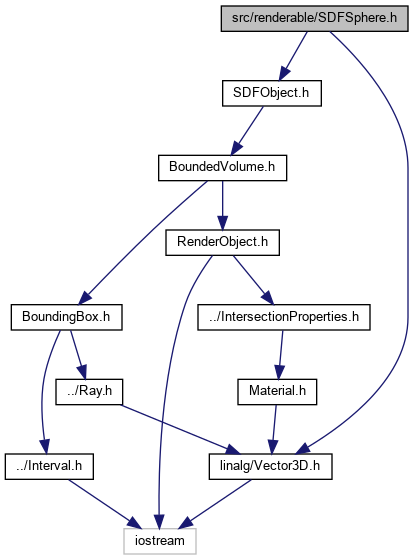 src/renderable/SDFSphere.h
SDFObject.h
BoundedVolume.h
RenderObject.h
BoundingBox.h
../IntersectionProperties.h
../Ray.h
Material.h
../Interval.h
linalg/Vector3D.h
iostream